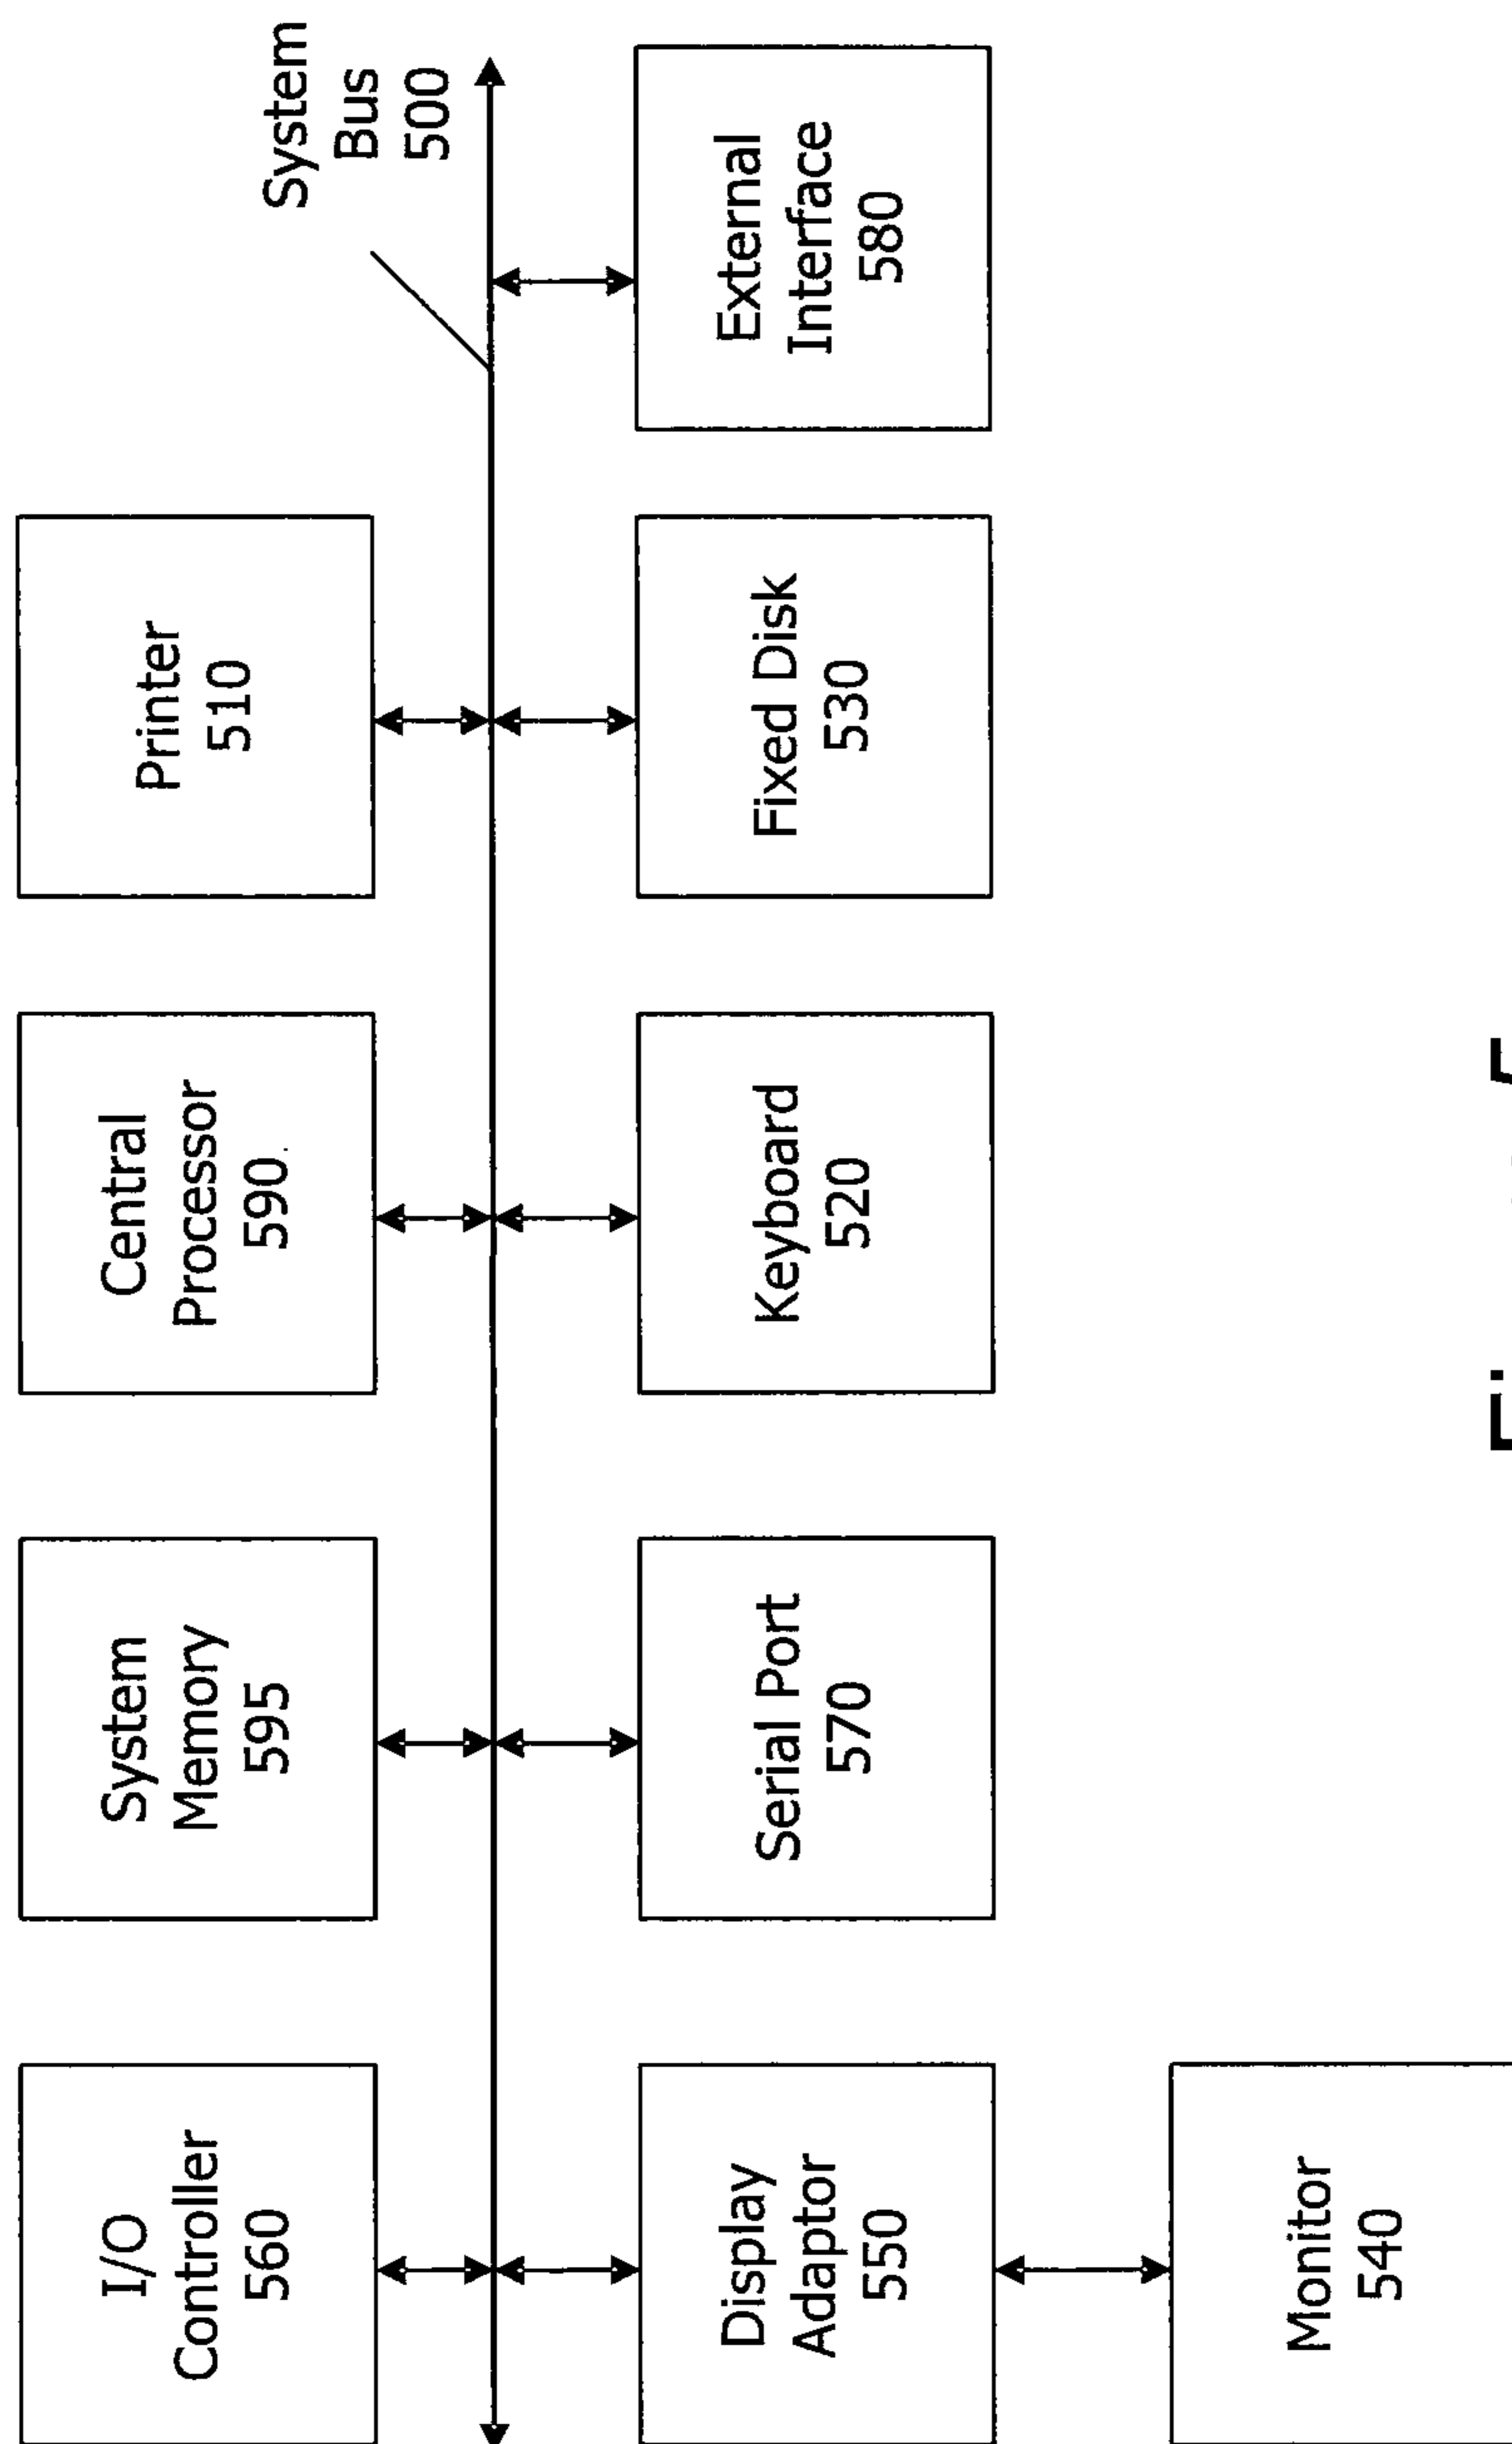 I/O
Controller
560
System
Memory
595
Central
Processor
590
Printer
510
System
Bus
500
Display
Adaptor
550
Serial Port
570
Keyboard
520
Fixed Disk
530
External
Interface
580
Monitor
540